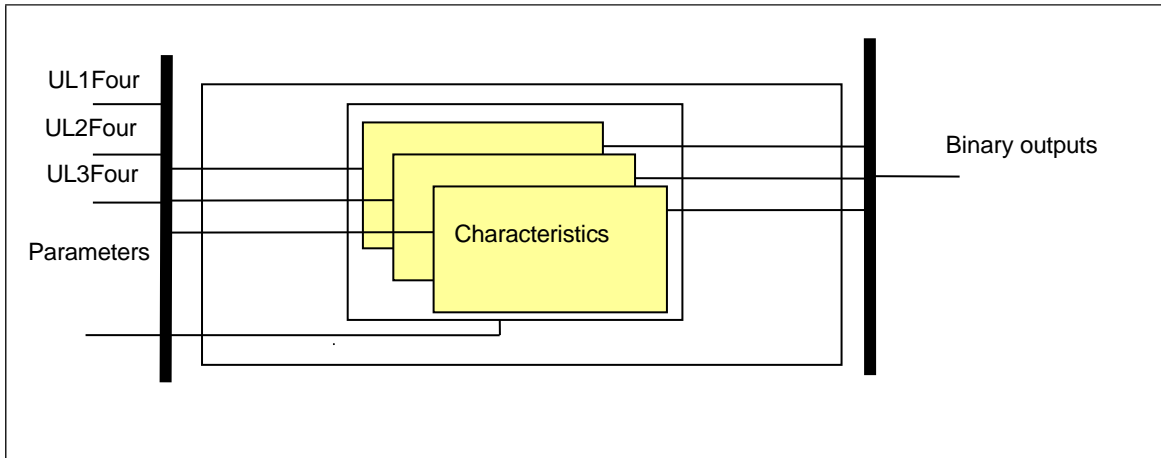 UL1Four
UL2Four
UL3Four
Parameters
Characteristics
Binary outputs